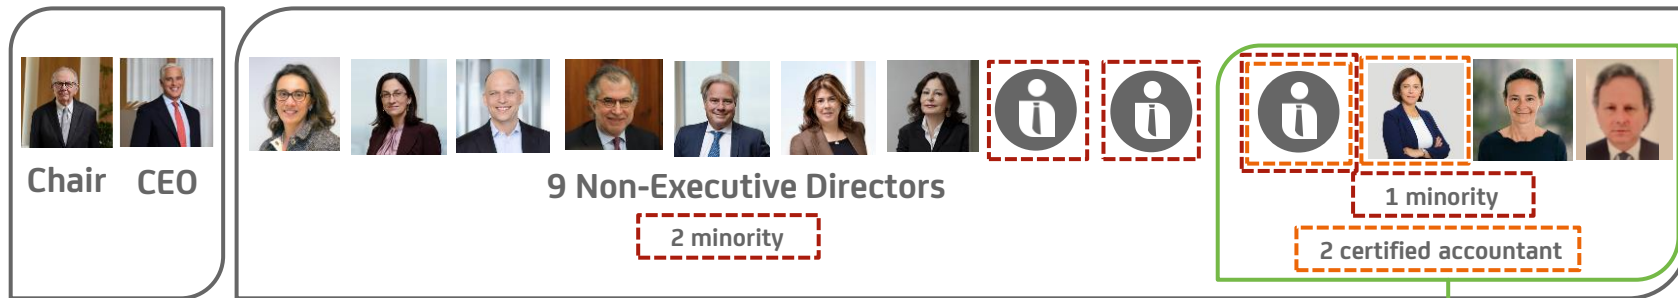 Chair
CEO
9 Non-Executive Directors
2 minority
1 minority
2 certified accountant